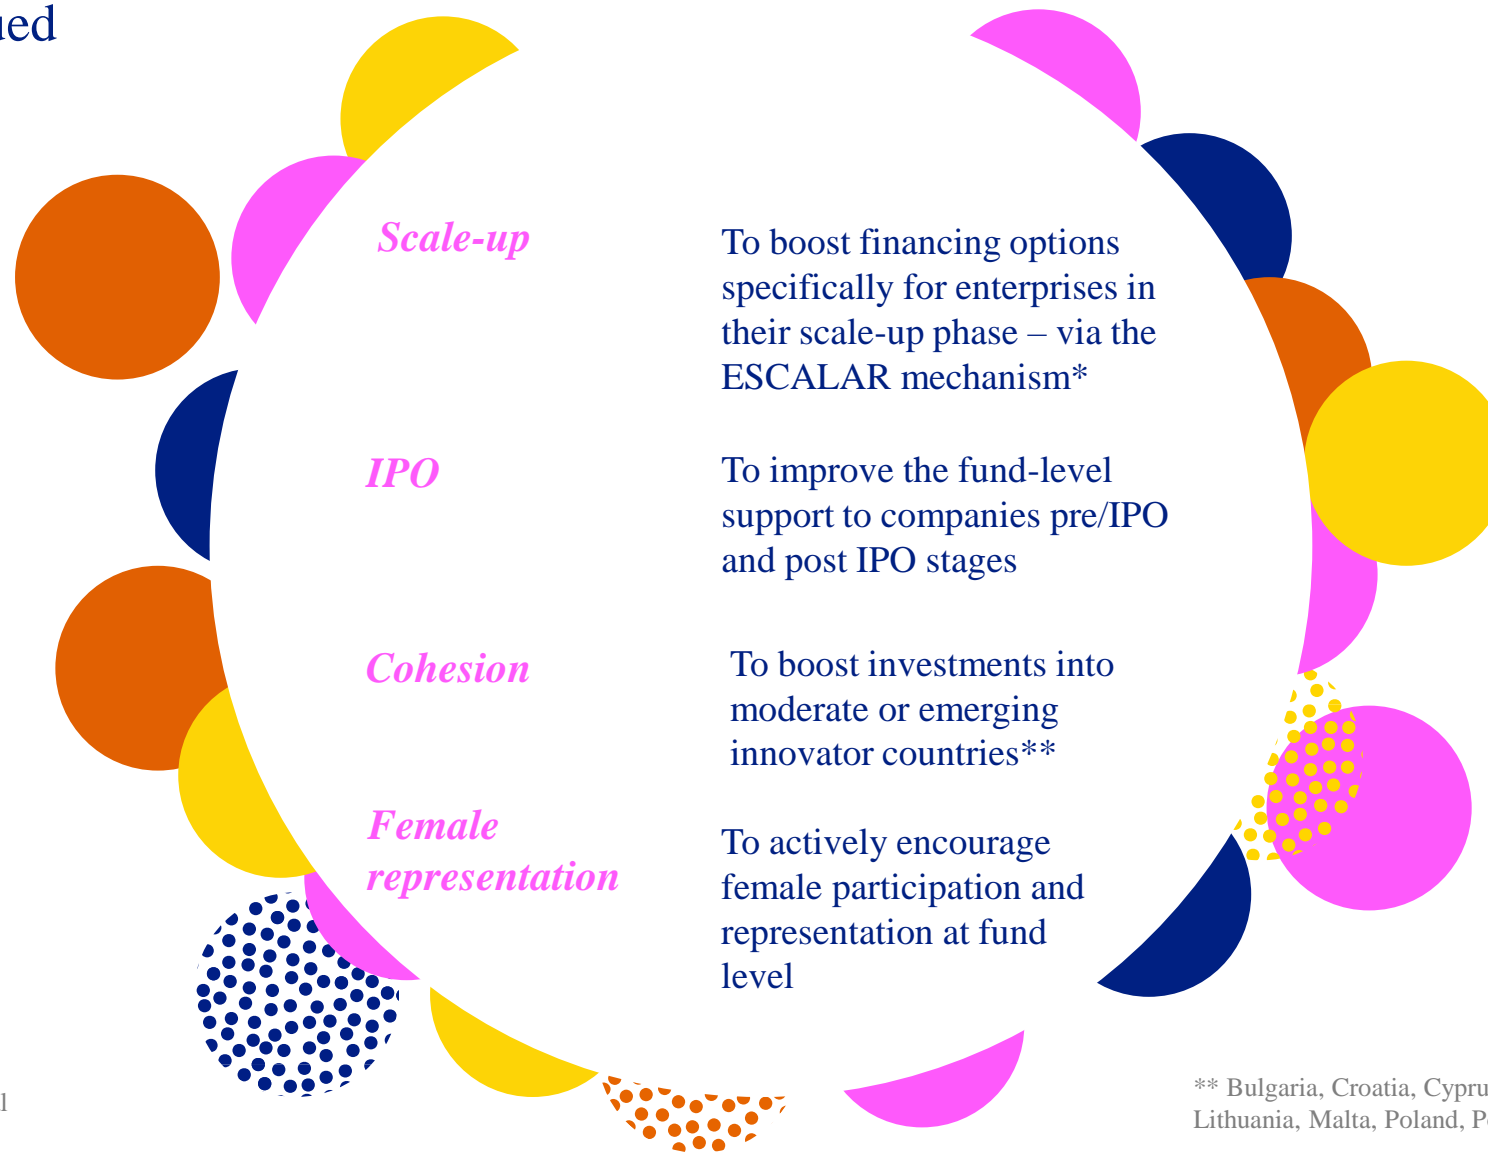 Scale-up
To boost financing options
specifically for enterprises in
their scale-up phase – via the
ESCALAR mechanism*
IPO
To improve the fund-level
support to companies pre/IPO
and post IPO stages
Cohesion
To boost investments into
moderate or emerging
innovator countries**
Female
representation
To actively encourage
female participation and
representation at fund
level
** Bulgaria, Croatia,
Lithuania, Malta, Poland,